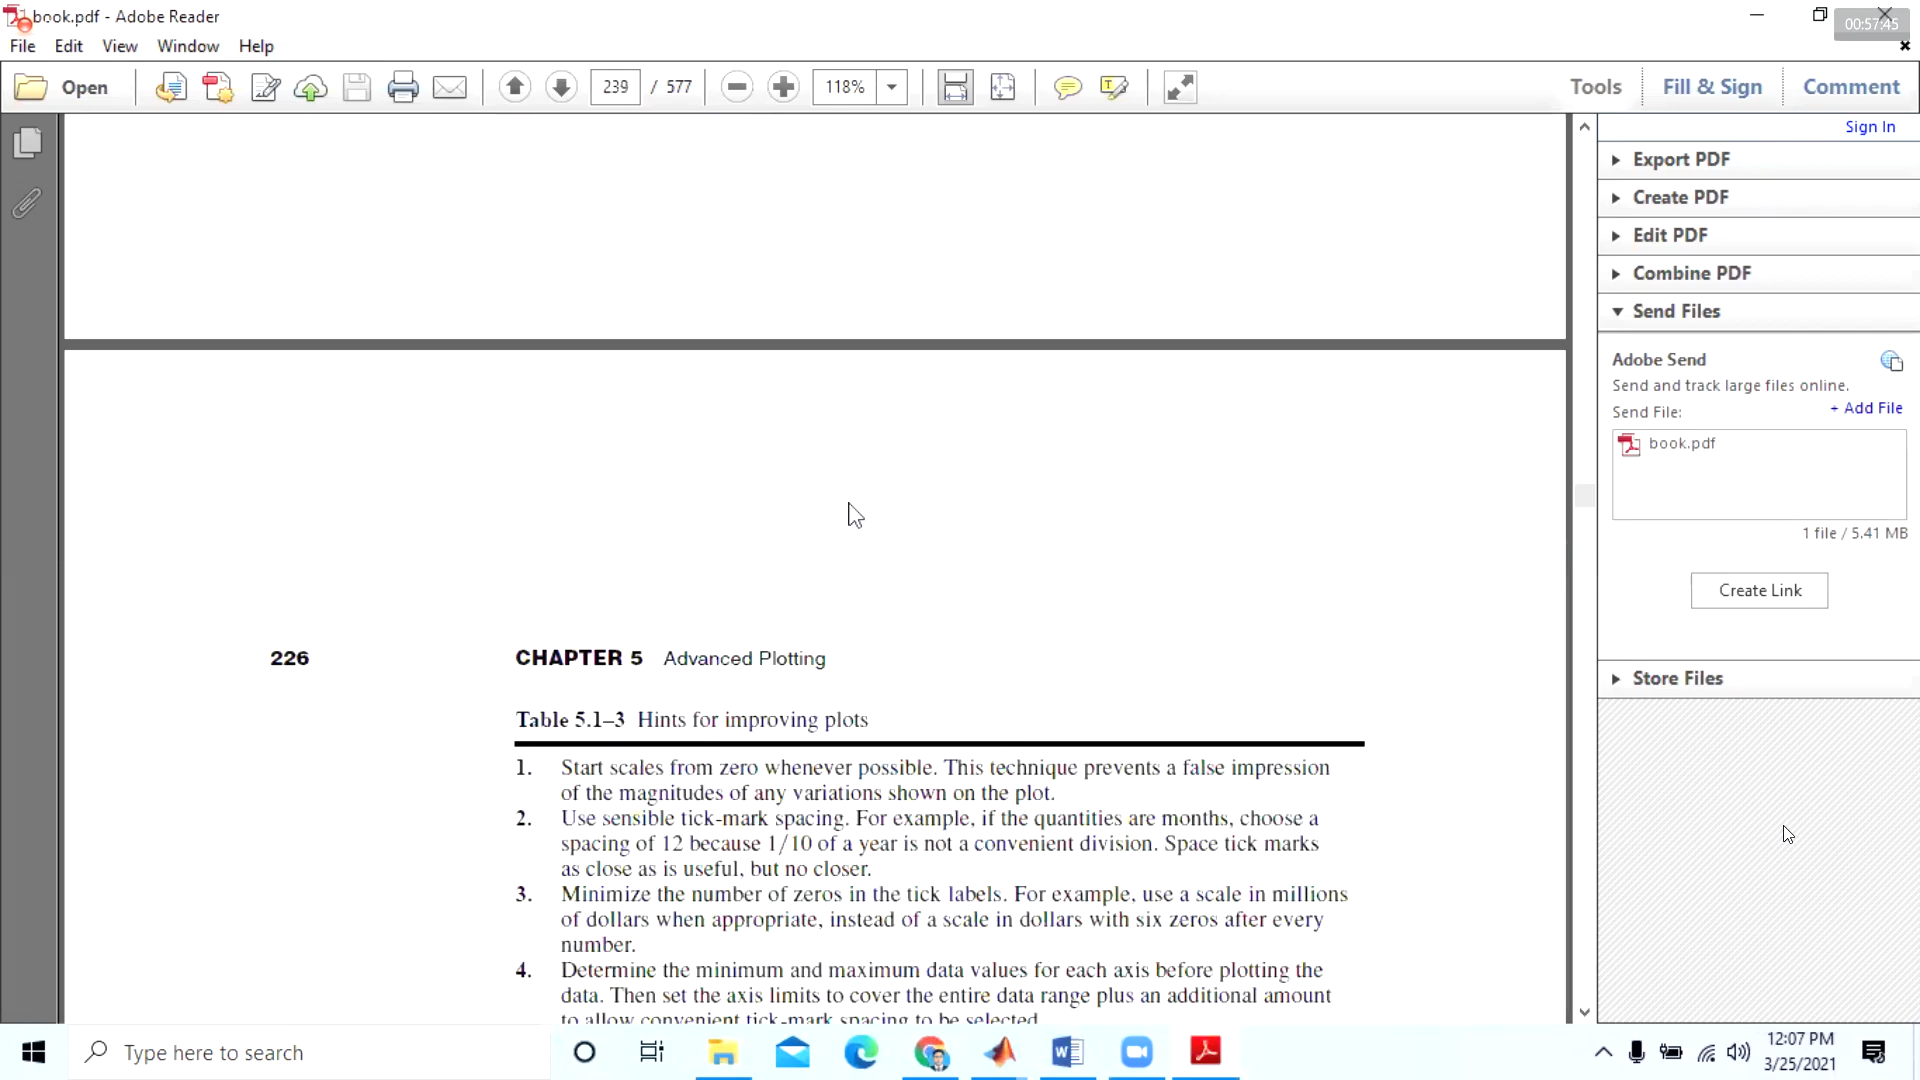 book.pdf - Adobe Reader
00:57:45
File Edit View Window Help
Open 239 / 577 118% Tools Fill & Sign Comment
Sign In
Export PDF
Create PDF
Edit PDF
Combine PDF
Send Files
Adobe Send
Send and track large files online.
Send File:
+ Add File
book.pdf
1 file / 5.41 MB
Create Link
Store Files
226 CHAPTER 5 Advanced Plotting
Table 5.1–3 Hints for improving plots
1. Start scales from zero whenever possible. This technique prevents a false impression
of the magnitudes of any variations shown on the plot.
2. Use sensible tick-mark spacing. For example, if the quantities are months, choose a
spacing of 12 because 1/10 of a year is not a convenient division. Space tick marks
as close as is useful, but no closer.
3. Minimize the number of zeros in the tick labels. For example, use a scale in millions
of dollars when appropriate, instead of a scale in dollars with six zeros after every
number.
4. Determine the minimum and maximum data values for each axis before plotting the
data. Then set the axis limits to cover the entire data range plus an additional amount
to allow convenient tick-mark spacing to be selected.
Type here to search
12:07 PM
3/25/2021